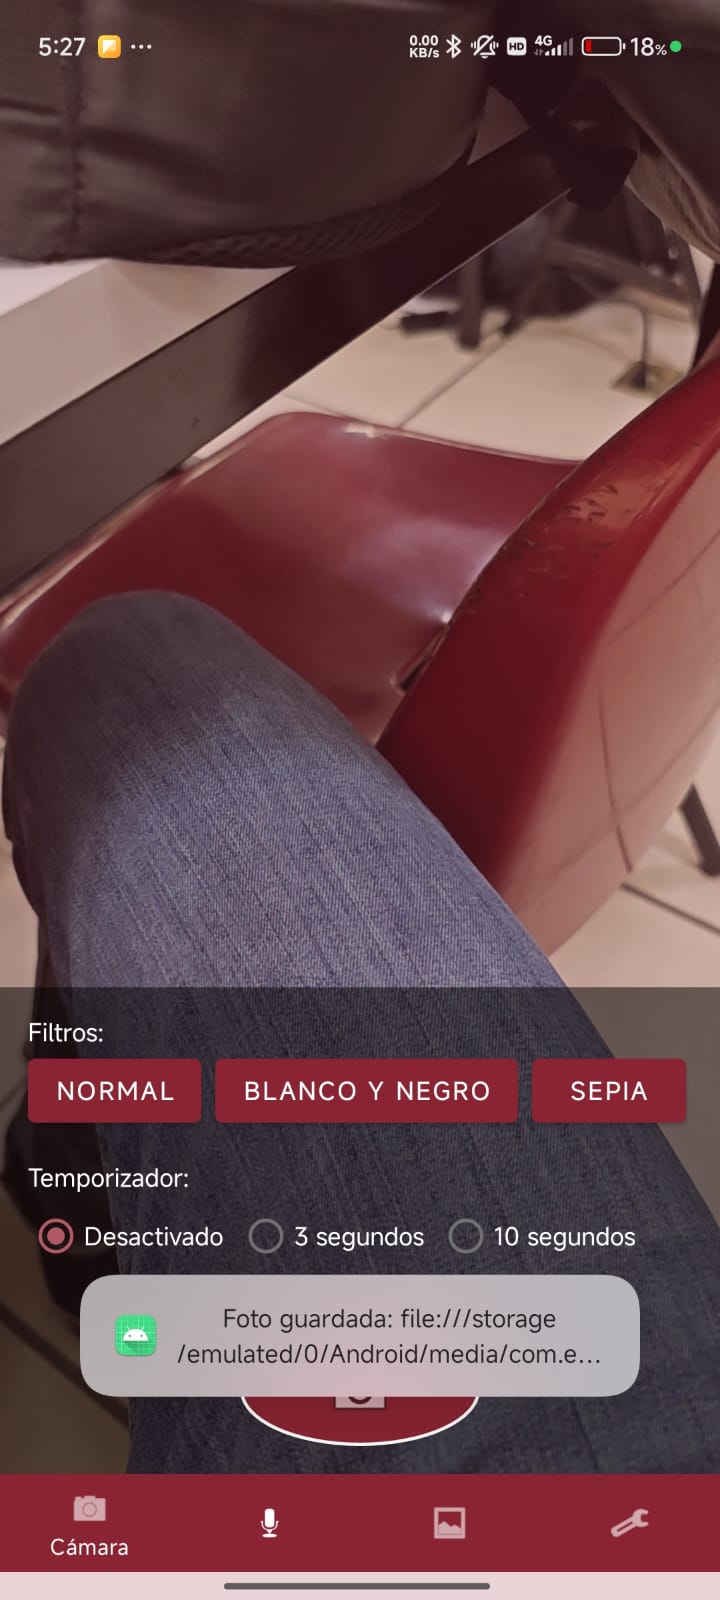 5:27 ... 0.00 KB/s HD 4G 18%
Filtros:
NORMAL BLANCO Y NEGRO SEPIA
Temporizador:
Desactivado 3 segundos 10 segundos
Foto guardada: file:///storage
/emulated/0/Android/media/com.e...
Cámara